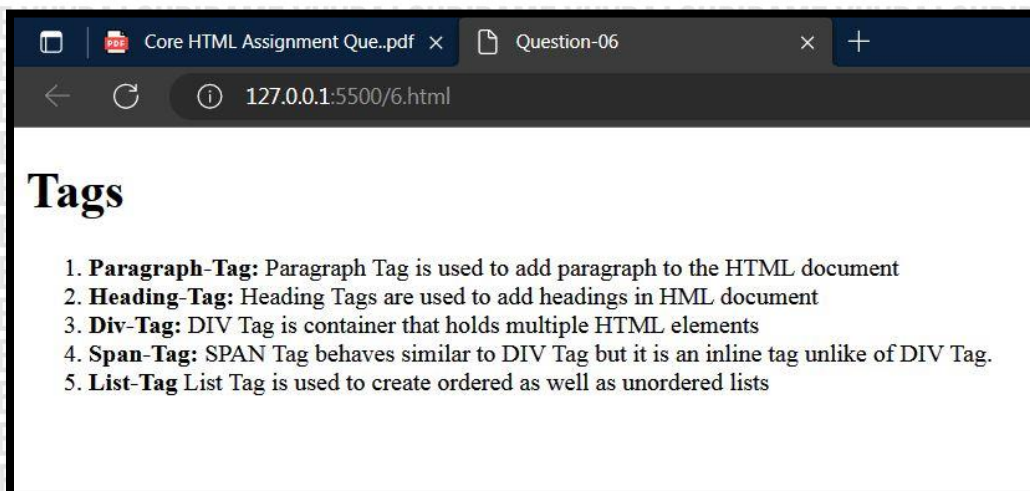 Core HTML Assignment Que..pdf
Question-06
127.0.0.1:5500/6.html
Tags
1. Paragraph-Tag: Paragraph Tag is used to add paragraph to the HTML document
2. Heading-Tag: Heading Tags are used to add headings in HML document
3. Div-Tag: DIV Tag is container that holds multiple HTML elements
4. Span-Tag: SPAN Tag behaves similar to DIV Tag but it is an inline tag unlike of DIV Tag.
5. List-Tag List Tag is used to create ordered as well as unordered lists